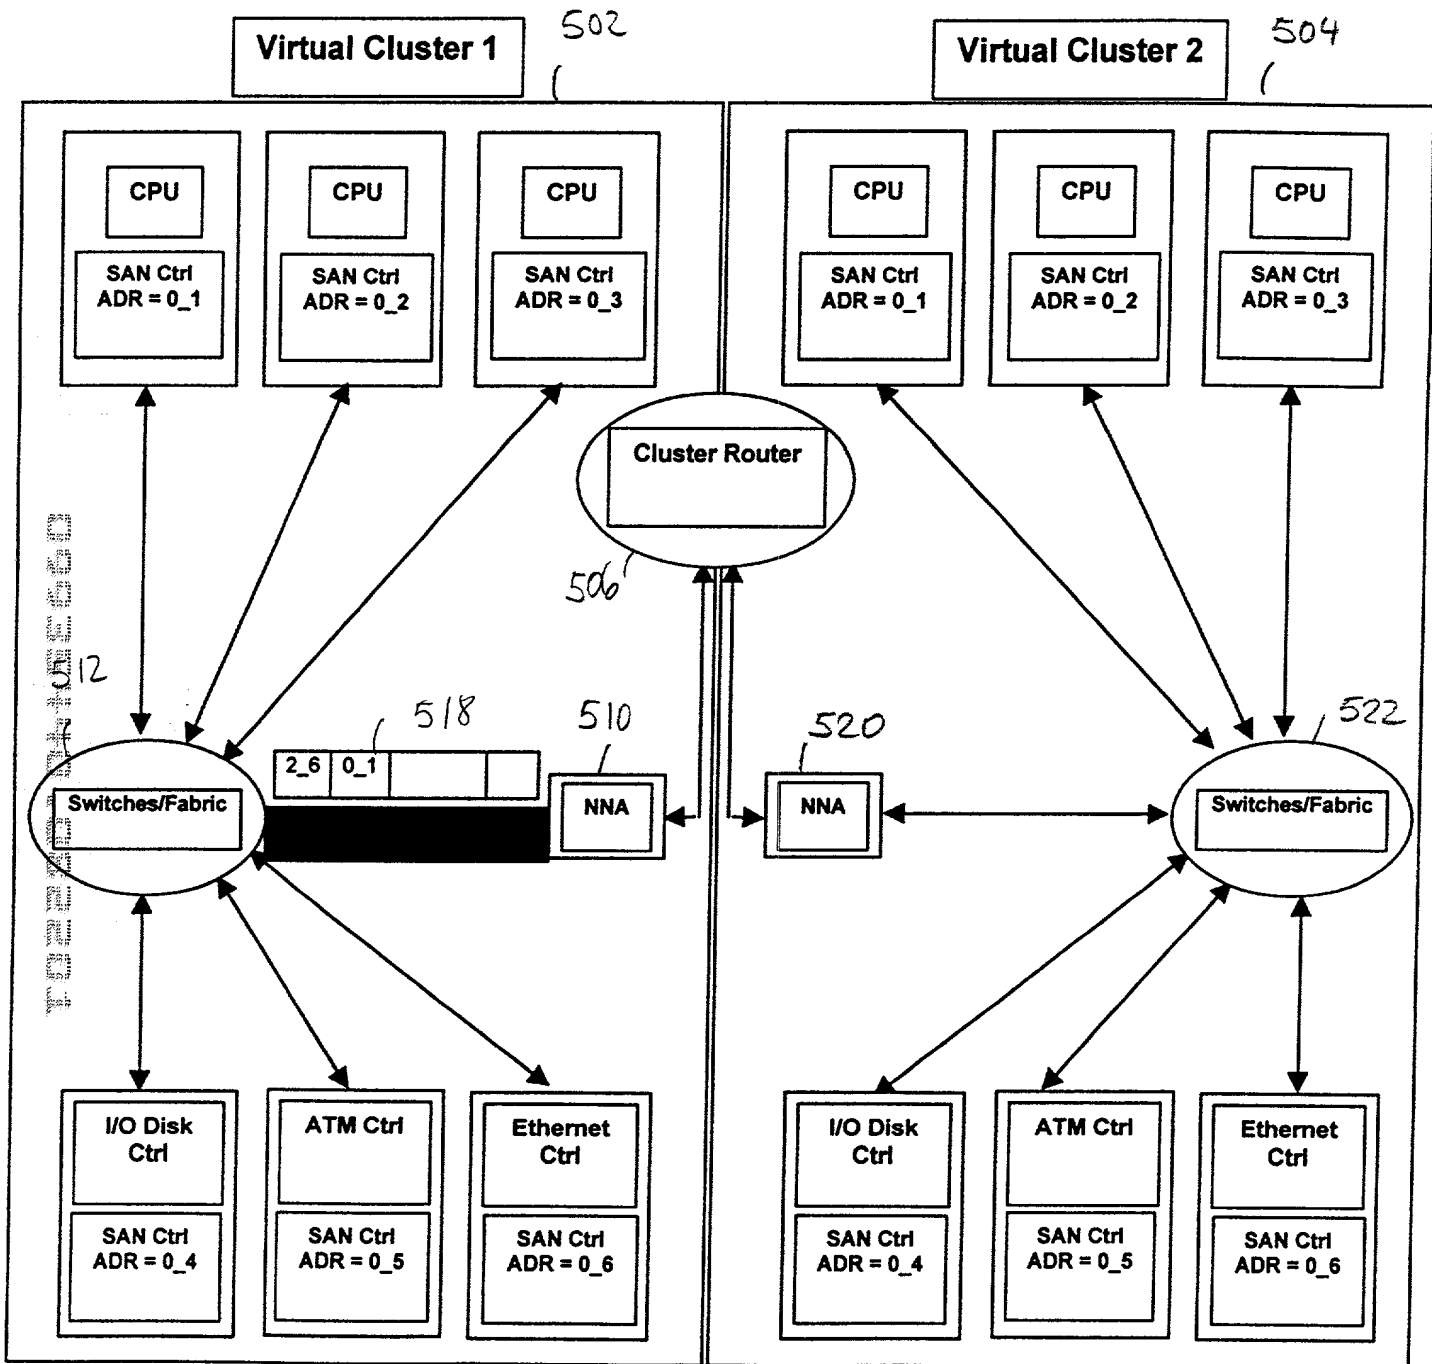 Virtual Cluster 1
502
Virtual Cluster 2
504
CPU
CPU
CPU
CPU
CPU
CPU
SAN Ctrl
ADR = 0_1
SAN Ctrl
ADR = 0_2
SAN Ctrl
ADR = 0_3
SAN Ctrl
ADR = 0_1
SAN Ctrl
ADR = 0_2
SAN Ctrl
ADR = 0_3
Cluster Router
506
512
518
510
520
522
2_6
0_1
Switches/Fabric
NNA
NNA
Switches/Fabric
I/O Disk
Ctrl
ATM Ctrl
Ethernet
Ctrl
I/O Disk
Ctrl
ATM Ctrl
Ethernet
Ctrl
SAN Ctrl
ADR = 0_4
SAN Ctrl
ADR = 0_5
SAN Ctrl
ADR = 0_6
SAN Ctrl
ADR = 0_4
SAN Ctrl
ADR = 0_5
SAN Ctrl
ADR = 0_6